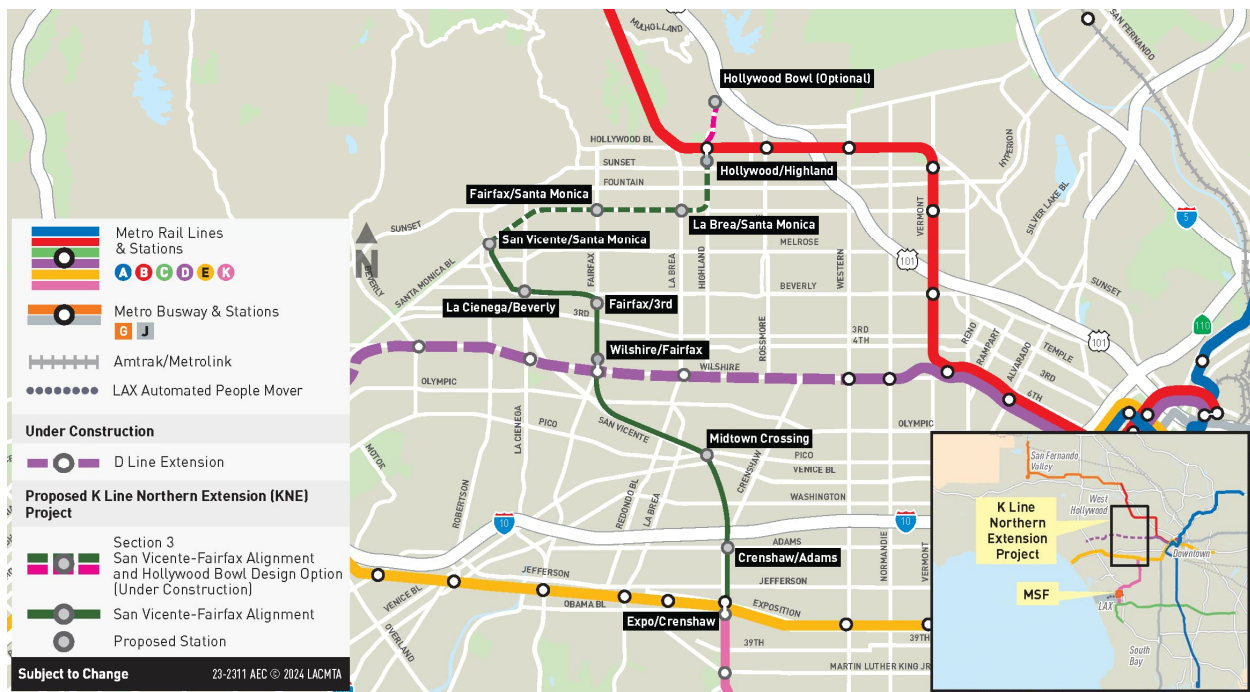 MULHOLLAND
101
SAN FERNANDO
Hollywood Bowl (Optional)
HOLLYWOOD BL
SUNSET
FOUNTAIN
Hollywood/Highland
HYPERION
SILVER LAKE BL
5
Fairfax/Santa Monica
La Brea/Santa Monica
VERMONT
SUNSET
San Vicente/Santa Monica
MELROSE
N
BEVERLY
SANTA MONICA BL
FAIRFAX
LA BREA
HIGHLAND
WESTERN
101
BEVERLY
SUNSET
La Cienega/Beverly
Fairfax/3rd
3RD
110
ROSSMORE
3RD
4TH
RENO
RAMPART
ALVARADO
TEMPLE
3RD
6TH
101
Wilshire/Fairfax
WILSHIRE
OLYMPIC
LA CIENEGA
PICO
SAN VICENTE
OLYMPIC
Midtown Crossing
PICO
VENICE BL
WASHINGTON
CRENSHAW
MOTOR
ROBERTSON
REDONDO BL
LA BREA
10
10
ADAMS
Crenshaw/Adams
NORMANDIE
VERMONT
JEFFERSON
JEFFERSON
VENICE BL
OBAMA BL
EXPOSITION
Expo/Crenshaw
OVERLAND
39TH
39TH
MARTIN LUTHER KING JR
Metro Rail Lines
& Stations
A B C D E K
Metro Busway & Stations
G J
Amtrak/Metrolink
LAX Automated People Mover
Under Construction
D Line Extension
Proposed K Line Northern Extension (KNE)
Project
Section 3
San Vicente-Fairfax Alignment
and Hollywood Bowl Design Option
(Under Construction)
San Vicente-Fairfax Alignment
Proposed Station
Subject to Change
23-2311 AEC © 2024 LACMTA
San Fernando
Valley
West
Hollywood
K Line
Northern
Extension
Project
Downtown
MSF
LAX
South
Bay